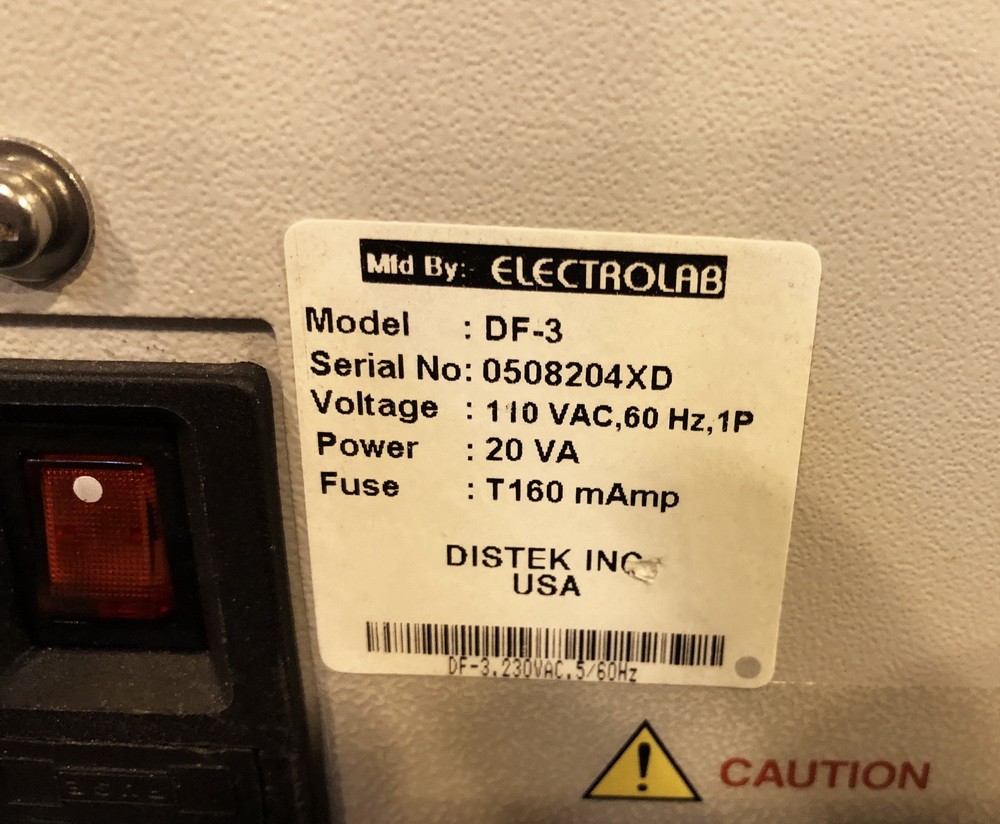 Mfd By:- ELECTROLAB
Model : DF-3
Serial No: 0508204XD
Voltage : 110 VAC,60 Hz,1P
Power : 20 VA
Fuse : T160 mAmp
DISTEK INC
USA
DF-3,230VAC,5/60Hz
CAUTION